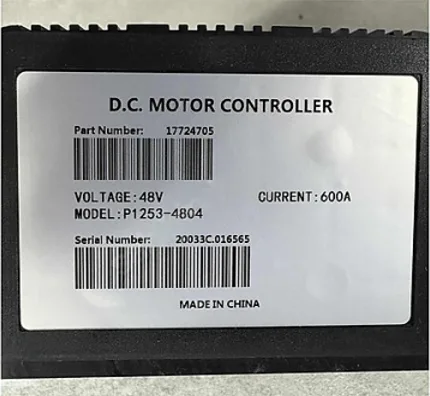 D.C. MOTOR CONTROLLER
Part Number: 17724705
VOLTAGE:48V CURRENT:600A
MODEL:P1253-4804
Serial Number: 20033C.016565
MADE IN CHINA